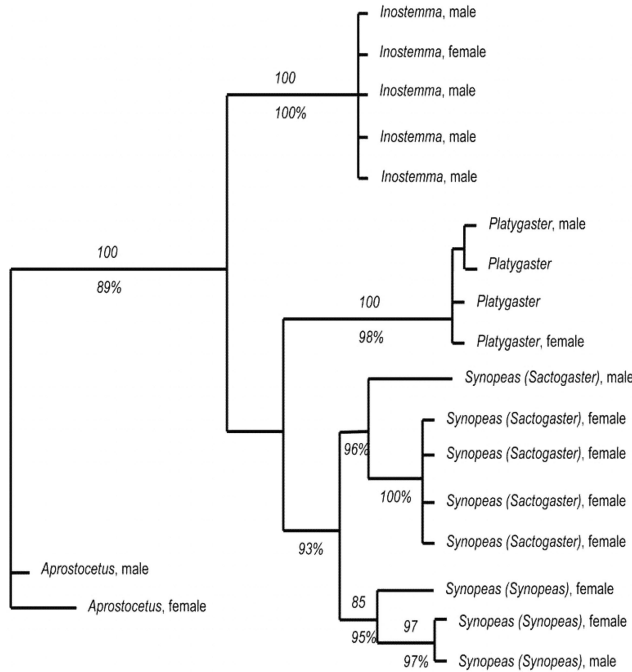 Inostemma, male
Inostemma, female
100
Inostemma, male
100%
Inostemma, male
Inostemma, male
Platygaster, male
100
Platygaster
89%
100
Platygaster
98%
Platygaster, female
Synopeas (Sactogaster), male
Synopeas (Sactogaster), female
96%
Synopeas (Sactogaster), female
100%
Synopeas (Sactogaster), female
Synopeas (Sactogaster), female
93%
Aprostocetus, male
Synopeas (Synopeas), female
85
Aprostocetus, female
97
Synopeas (Synopeas), female
95%
97%
Synopeas (Synopeas), male